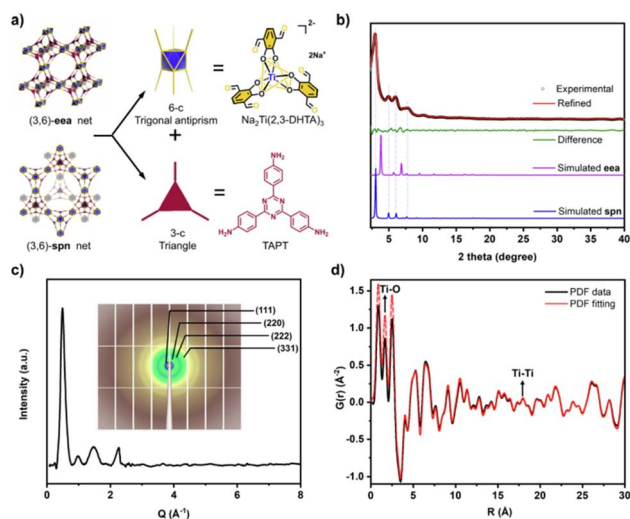 a)
(3,6)-eea net
(3,6)-spn net
6-c
Trigonal antiprism
+
3-c
Triangle
=
=
2-
2Na⁺
O
O
O
O
O
O
O
O
O
O
O
O
Ti
Na₂Ti(2,3-DHTA)₃
NH₂
N
N
N
H₂N
NH₂
TAPT
b)
Experimental
Refined
Difference
Simulated eea
Simulated spn
5 10 15 20 25 30 35 40
2 theta (degree)
c)
Intensity (a.u.)
(111)
(220)
(222)
(331)
0 2 4 6 8
Q (Å⁻¹)
d)
G(r) (Å⁻²)
1.5
1.0
0.5
0.0
-0.5
-1.0
Ti-O
PDF data
PDF fitting
Ti-Ti
0 5 10 15 20 25 30
R (Å)